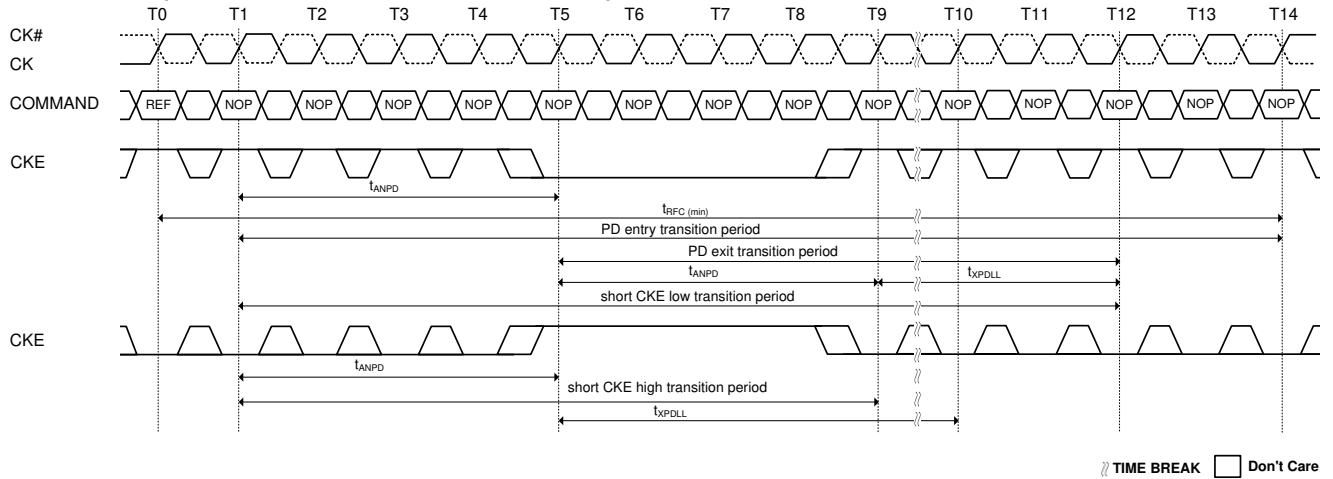 T0 T1 T2 T3 T4 T5 T6 T7 T8 T9 T10 T11 T12 T13 T14
CK#
CK
COMMAND REF NOP NOP NOP NOP NOP NOP NOP NOP NOP NOP NOP NOP NOP NOP
CKE
tANPD
tRFC (min)
PD entry transition period
PD exit transition period
tANPD tXPDLL
short CKE low transition period
CKE
tANPD
short CKE high transition period
tXPDLL
TIME BREAK Don't Care